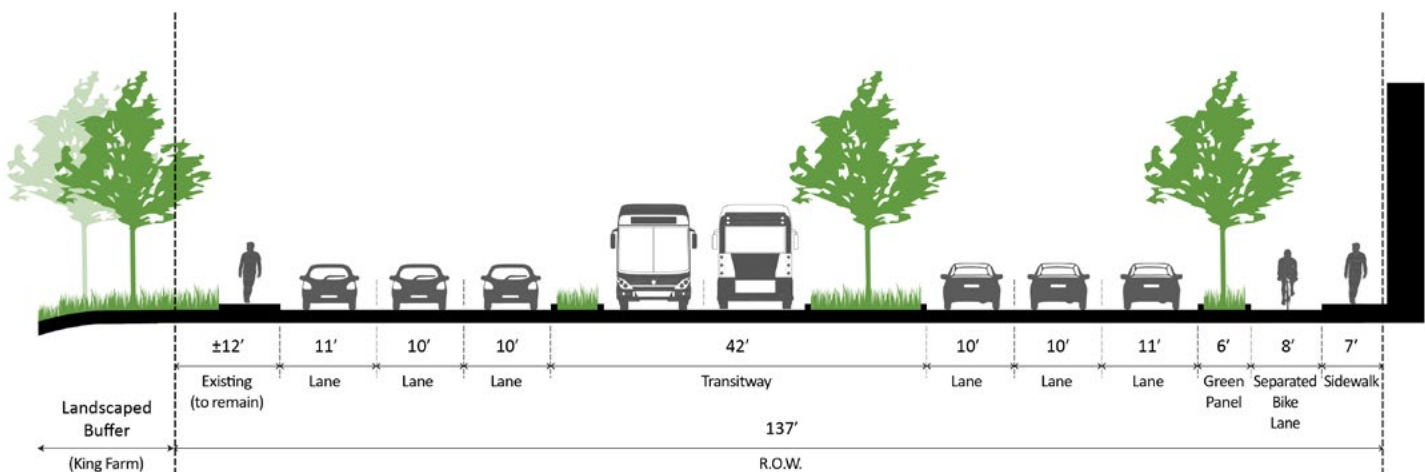 ±12’ 11’ 10’ 10’ 42’ 10’ 10’ 11’ 6’ 8’ 7’
Existing
(to remain)
Lane
Lane
Lane
Transitway
Lane
Lane
Lane
Green
Panel
Separated
Bike
Lane
Sidewalk
Landscaped
Buffer
(King Farm)
137’
R.O.W.